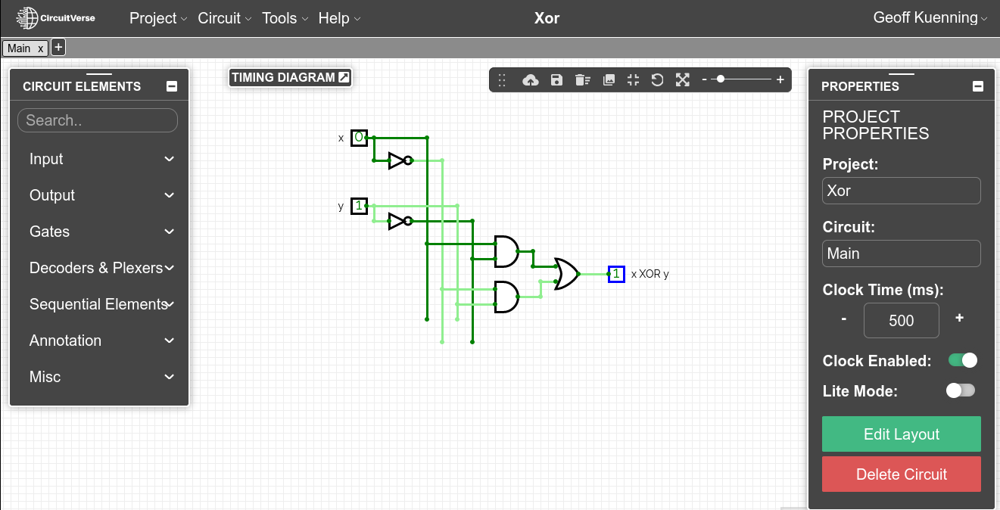 CircuitVerse Project Circuit Tools Help Xor Geoff Kuenning
Main x +
CIRCUIT ELEMENTS
Search..
Input
Output
Gates
Decoders & Plexers
Sequential Elements
Annotation
Misc
TIMING DIAGRAM
- +
x 0
y 1
1 x XOR y
PROPERTIES
PROJECT
PROPERTIES
Project:
Xor
Circuit:
Main
Clock Time (ms):
- 500 +
Clock Enabled:
Lite Mode:
Edit Layout
Delete Circuit